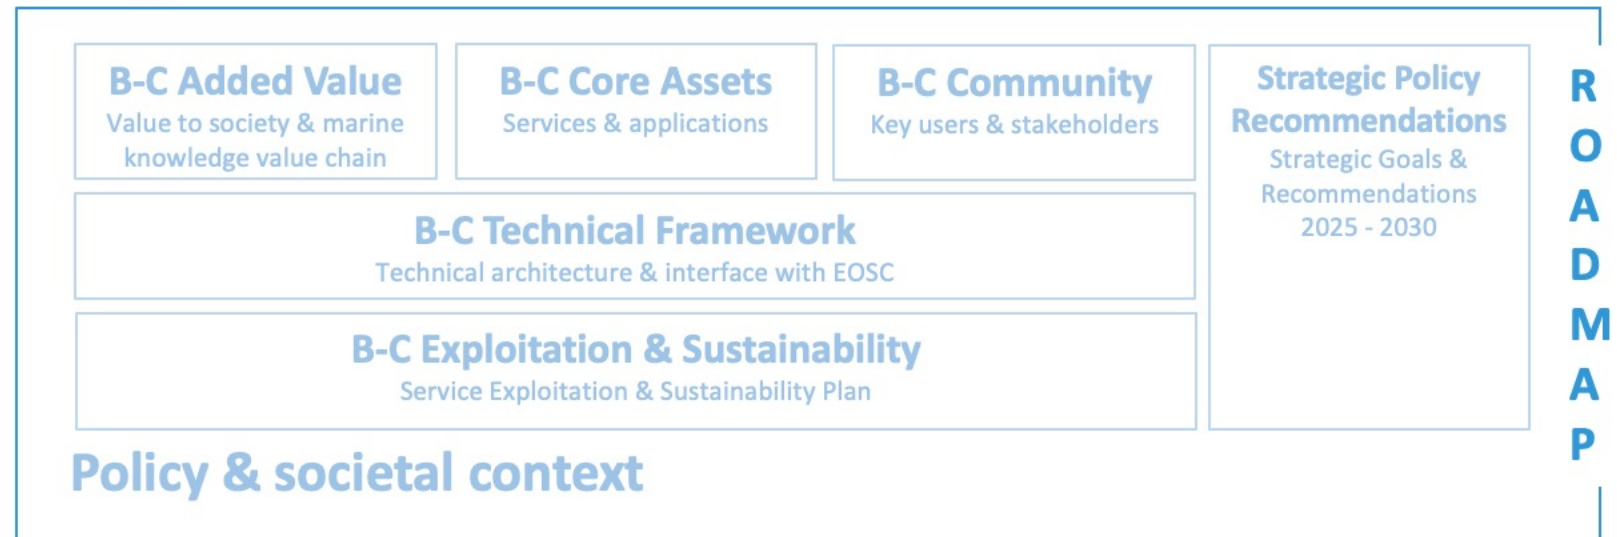 B-C Added Value
Value to society & marine
knowledge value chain
B-C Core Assets
Services & applications
B-C Community
Key users & stakeholders
Strategic Policy
Recommendations
Strategic Goals &
Recommendations
2025 - 2030
B-C Technical Framework
Technical architecture & interface with EOSC
B-C Exploitation & Sustainability
Service Exploitation & Sustainability Plan
Policy & societal context
R
O
A
D
M
A
P